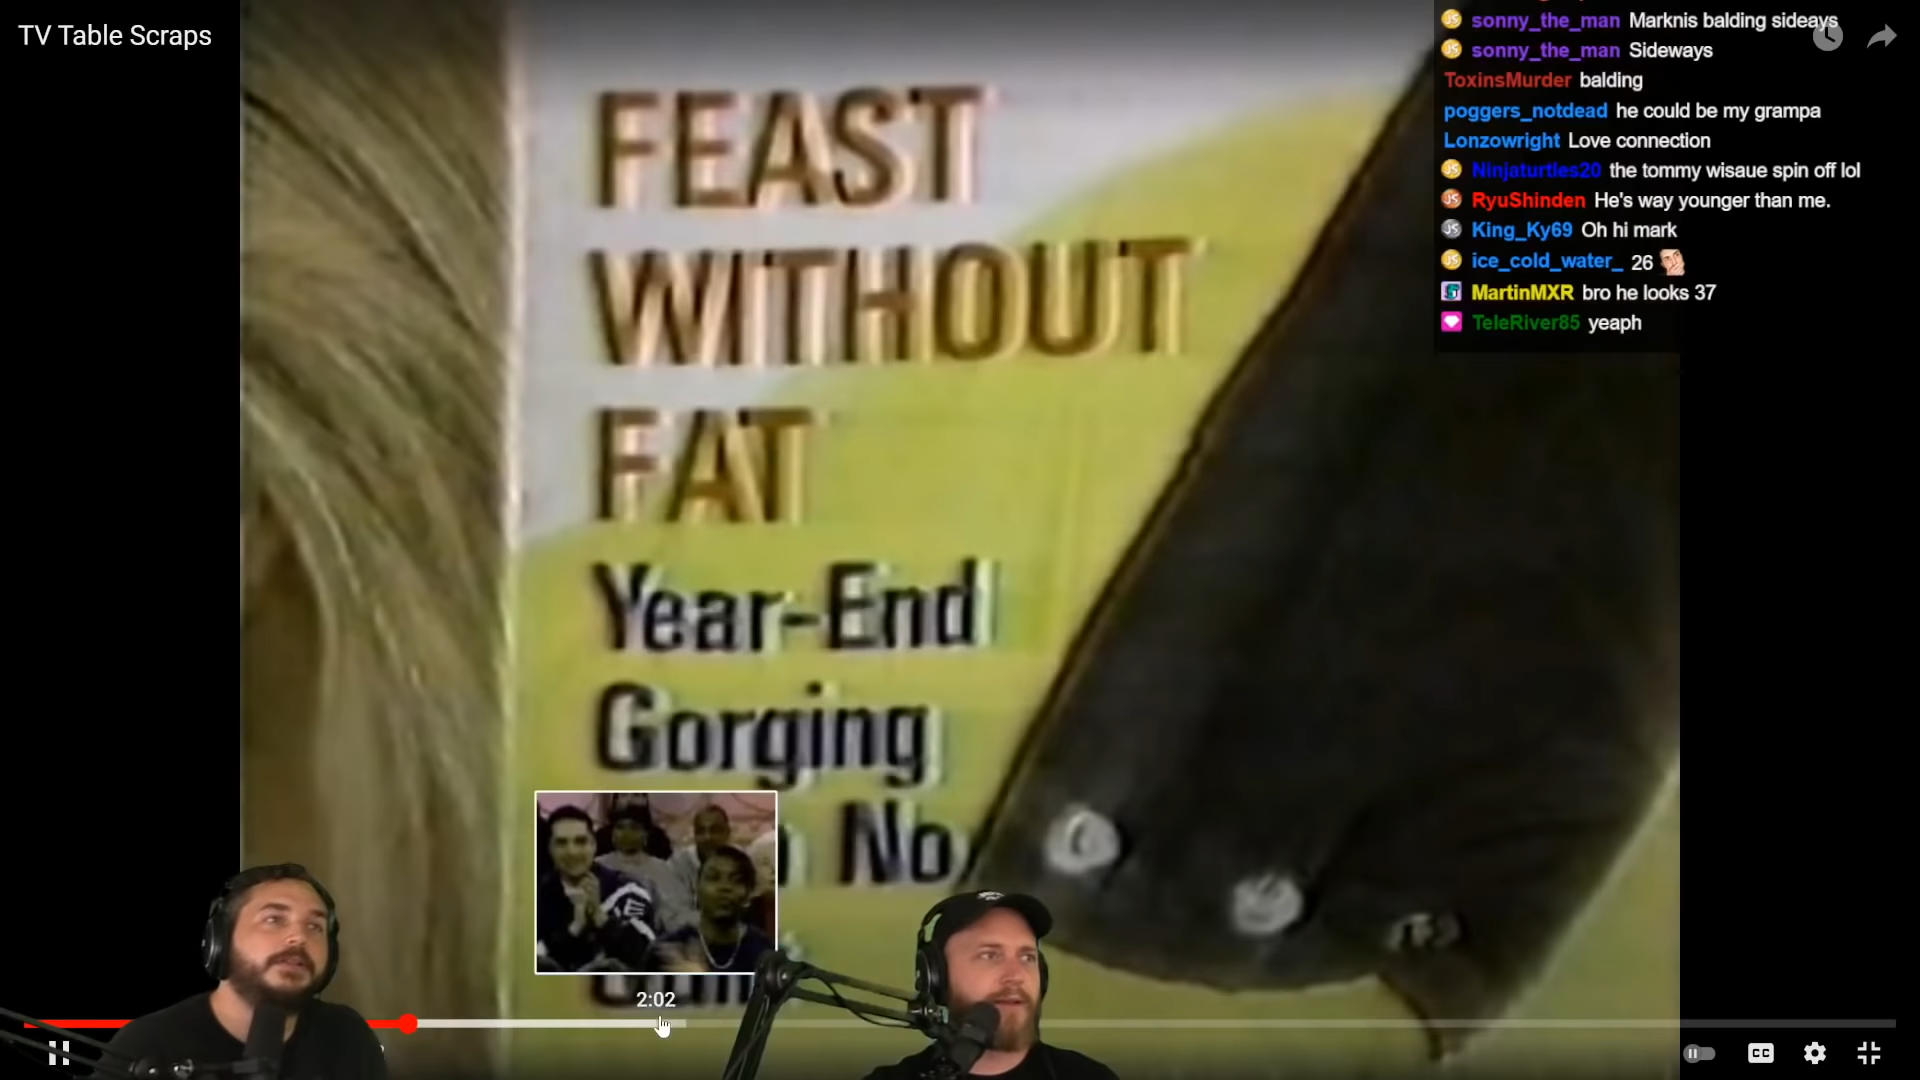 TV Table Scraps
sonny_the_man Marknis balding sideays
sonny_the_man Sideways
ToxinsMurder balding
poggers_notdead he could be my grampa
Lonzowright Love connection
Ninjaturtles20 the tommy wisaue spin off lol
RyuShinden He's way younger than me.
King_Ky69 Oh hi mark
ice_cold_water_ 26
MartinMXR bro he looks 37
TeleRiver85 yeaph
FEAST
WITHOUT
FAT
Year-End
Gorging
No
2:02
CC